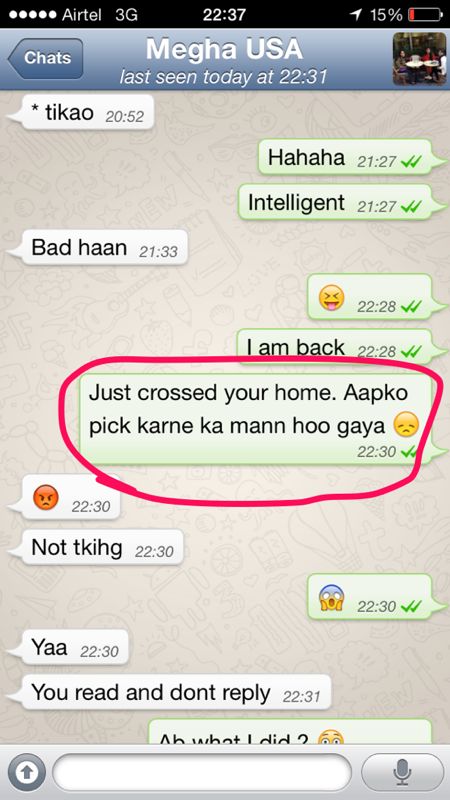 Airtel 3G 22:37 15%
Chats
Megha USA
last seen today at 22:31
* tikao 20:52
Hahaha 21:27
Intelligent 21:27
Bad haan 21:33
22:28
I am back 22:28
Just crossed your home. Aapko
pick karne ka mann hoo gaya 😞
22:30
😡 22:30
Not tkihg 22:30
😱 22:30
Yaa 22:30
You read and dont reply 22:31
Ab what I did ? 😳